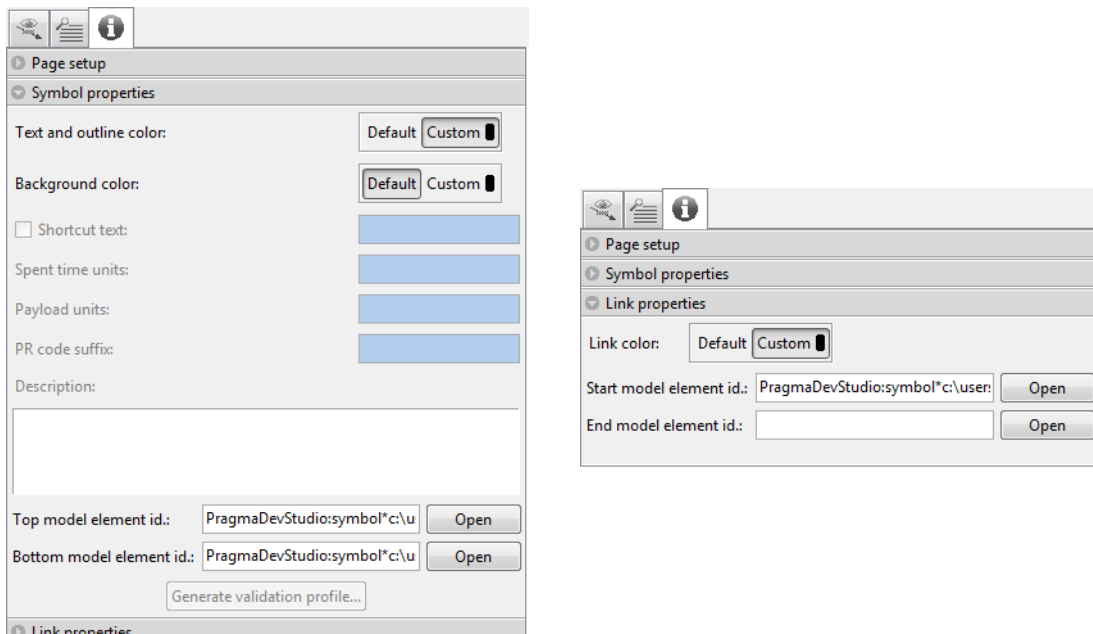 Page setup
Symbol properties
Text and outline color: Default Custom
Background color: Default Custom
Shortcut text:
Spent time units:
Payload units:
PR code suffix:
Description:
Top model element id.: PragmaDevStudio:symbol*c:\u Open
Bottom model element id.: PragmaDevStudio:symbol*c:\u Open
Generate validation profile...
Link properties
Page setup
Symbol properties
Link properties
Link color: Default Custom
Start model element id.: PragmaDevStudio:symbol*c:\user Open
End model element id.: Open